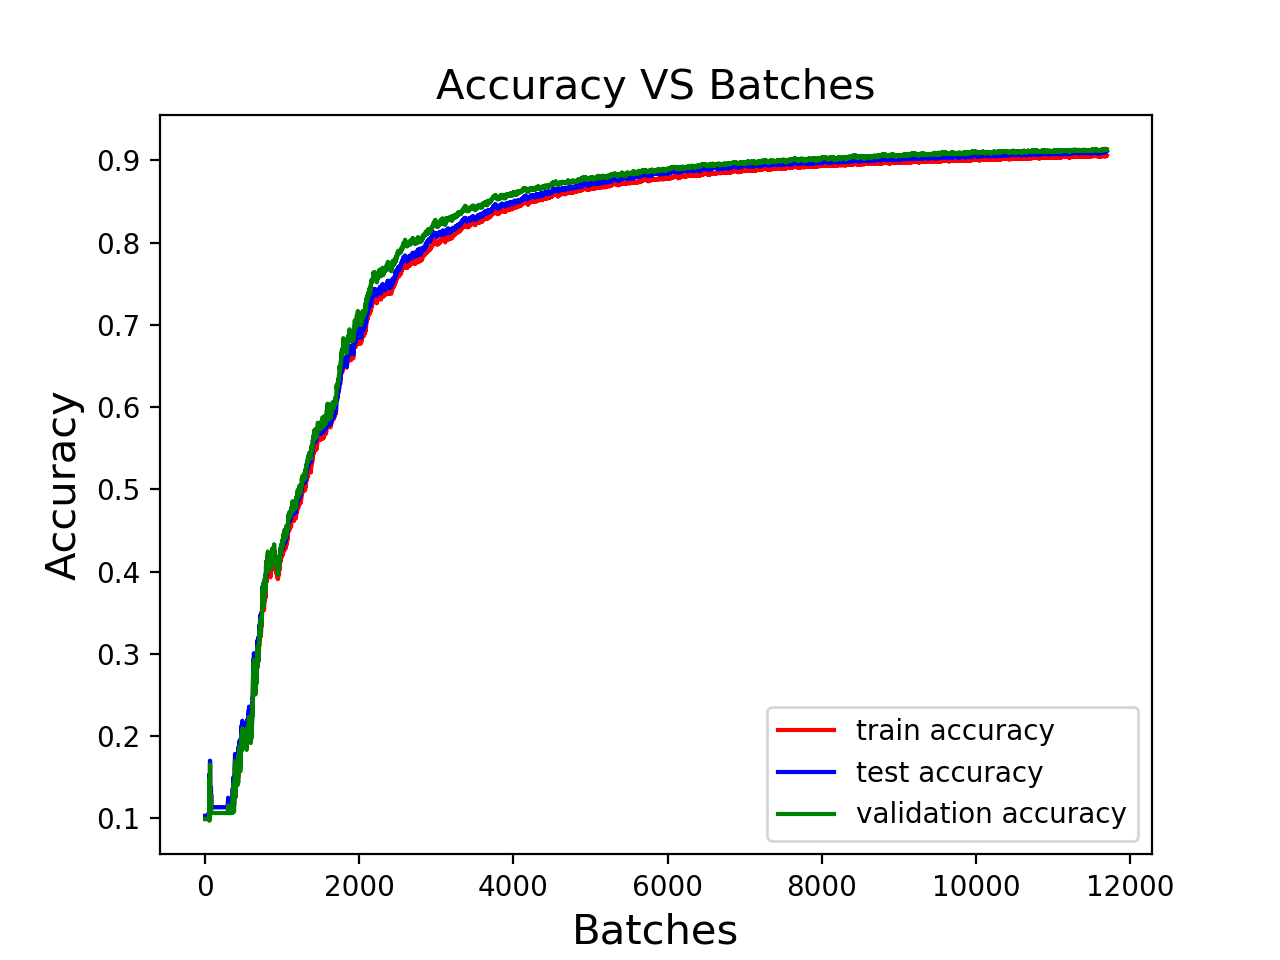 Accuracy VS Batches
Accuracy
0.9
0.8
0.7
0.6
0.5
0.4
0.3
0.2
0.1
train accuracy
test accuracy
validation accuracy
0 2000 4000 6000 8000 10000 12000
Batches